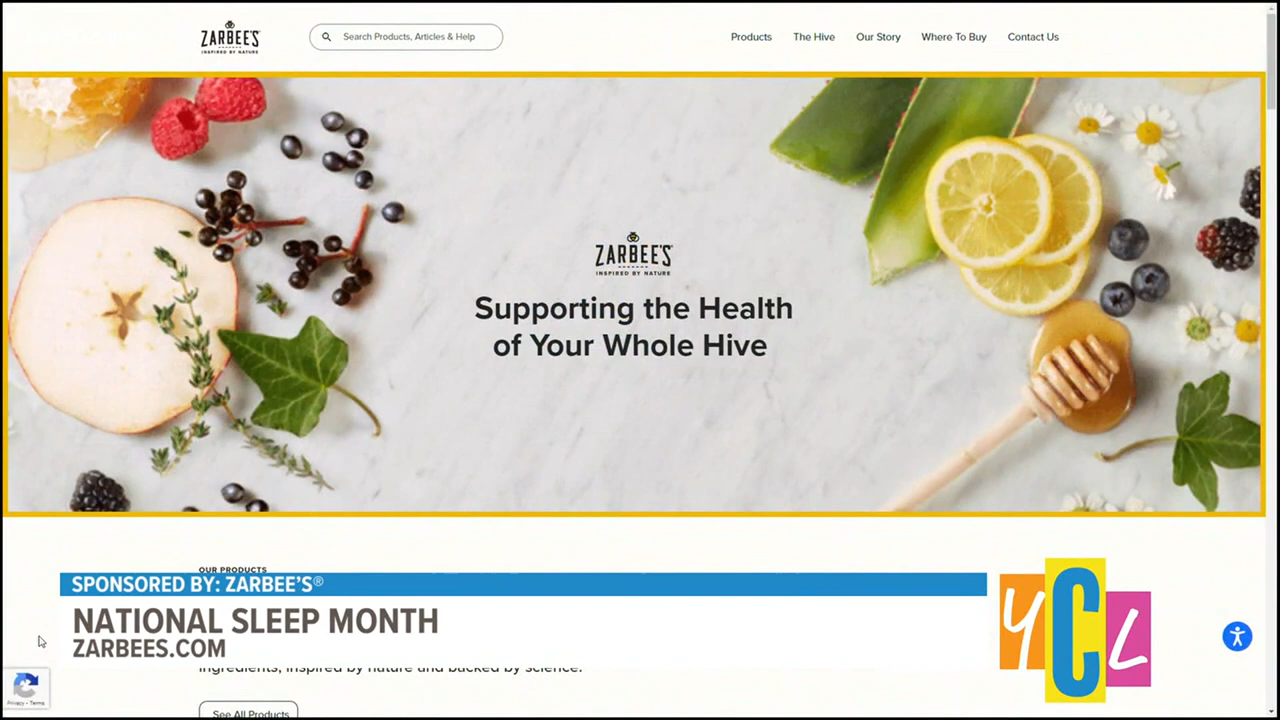 ZARBEE'S
INSPIRED BY NATURE
Search Products, Articles & Help
Products
The Hive
Our Story
Where To Buy
Contact Us
ZARBEE'S
INSPIRED BY NATURE
Supporting the Health
of Your Whole Hive
OUR PRODUCTS
SPONSORED BY: ZARBEE'S®
NATIONAL SLEEP MONTH
ZARBEES.COM
YCL
ingredients, inspired by nature and backed by science.
Privacy - Terms
See All Products